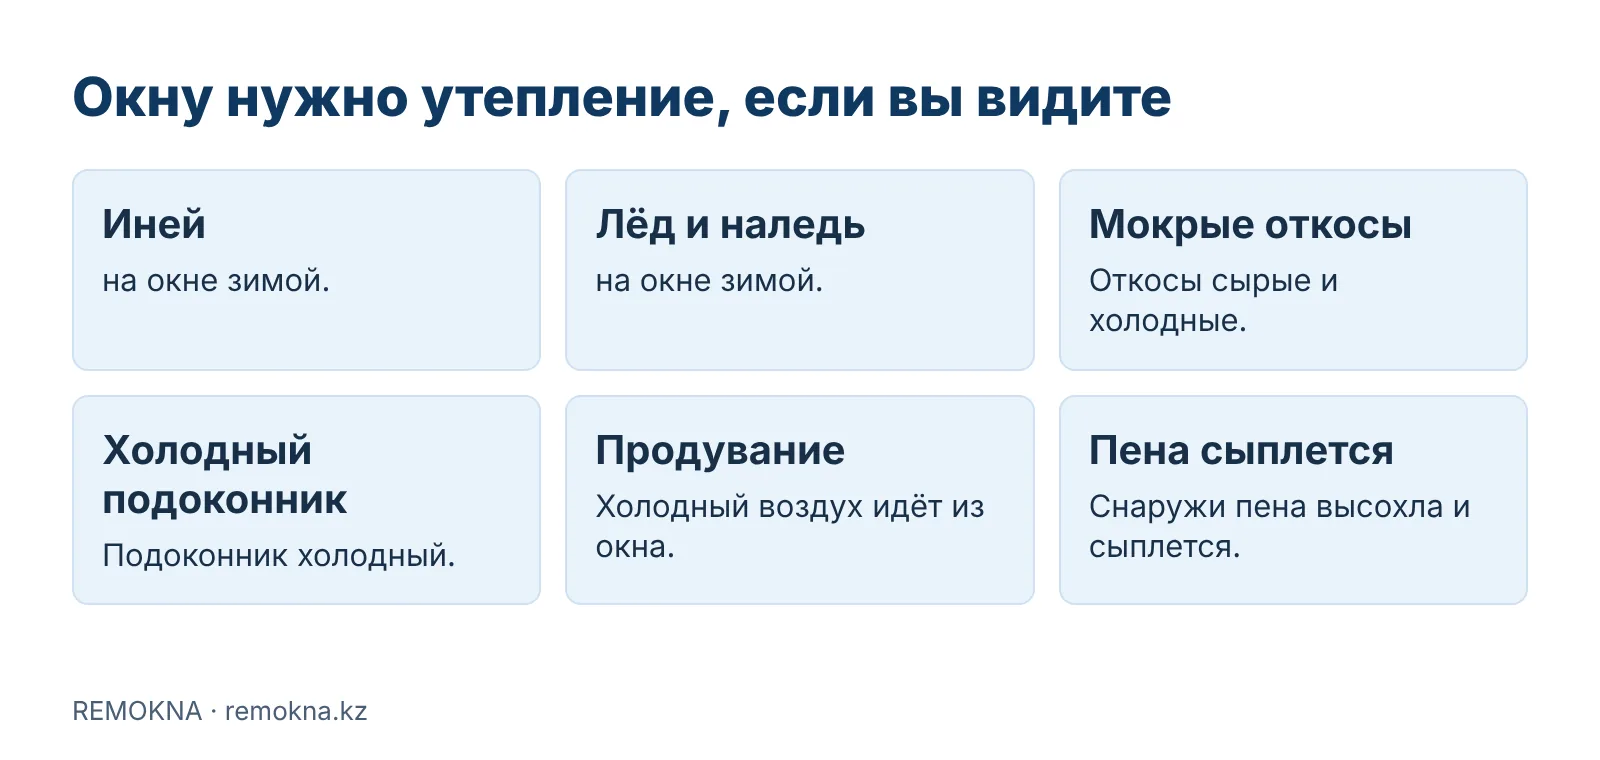 Окну нужно утепление, если вы видите
Иней
на окне зимой.
Лёд и наледь
на окне зимой.
Мокрые откосы
Откосы сырые и
холодные.
Холодный
подоконник
Подоконник холодный.
Продувание
Холодный воздух идёт из
окна.
Пена сыплется
Снаружи пена высохла и
сыплется.
REMOKNA · remokna.kz